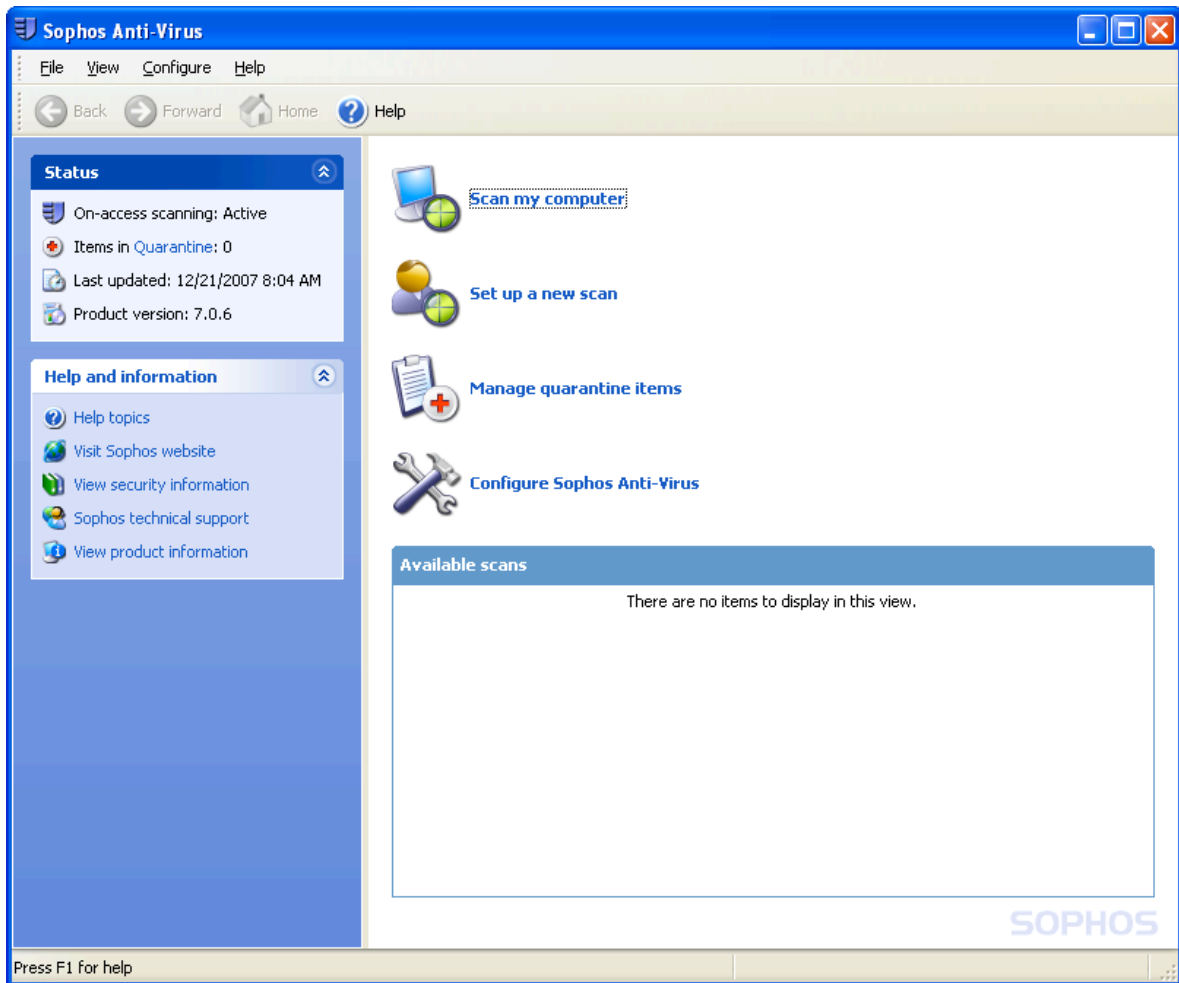 Sophos Anti-Virus
File View Configure Help
Back Forward Home Help
Status
On-access scanning: Active
Items in Quarantine: 0
Last updated: 12/21/2007 8:04 AM
Product version: 7.0.6
Help and information
Help topics
Visit Sophos website
View security information
Sophos technical support
View product information
Scan my computer
Set up a new scan
Manage quarantine items
Configure Sophos Anti-Virus
Available scans
There are no items to display in this view.
SOPHOS
Press F1 for help